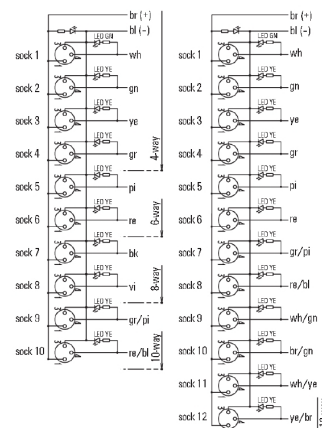 br (+)
bl (−)
LED GN
sock 1
wh
LED YE
sock 2
gn
LED YE
sock 3
ye
LED YE
sock 4
gr
4-way
LED YE
sock 5
pi
LED YE
sock 6
re
6-way
LED YE
sock 7
bk
LED YE
sock 8
vi
8-way
LED YE
sock 9
gr/pi
LED YE
sock 10
re/bl
10-way
br (+)
bl (−)
LED GN
sock 1
wh
LED YE
sock 2
gn
LED YE
sock 3
ye
LED YE
sock 4
gr
LED YE
sock 5
pi
LED YE
sock 6
re
LED YE
sock 7
gr/pi
LED YE
sock 8
re/bl
LED YE
sock 9
wh/gn
LED YE
sock 10
br/gn
LED YE
sock 11
wh/ye
LED YE
sock 12
ye/br